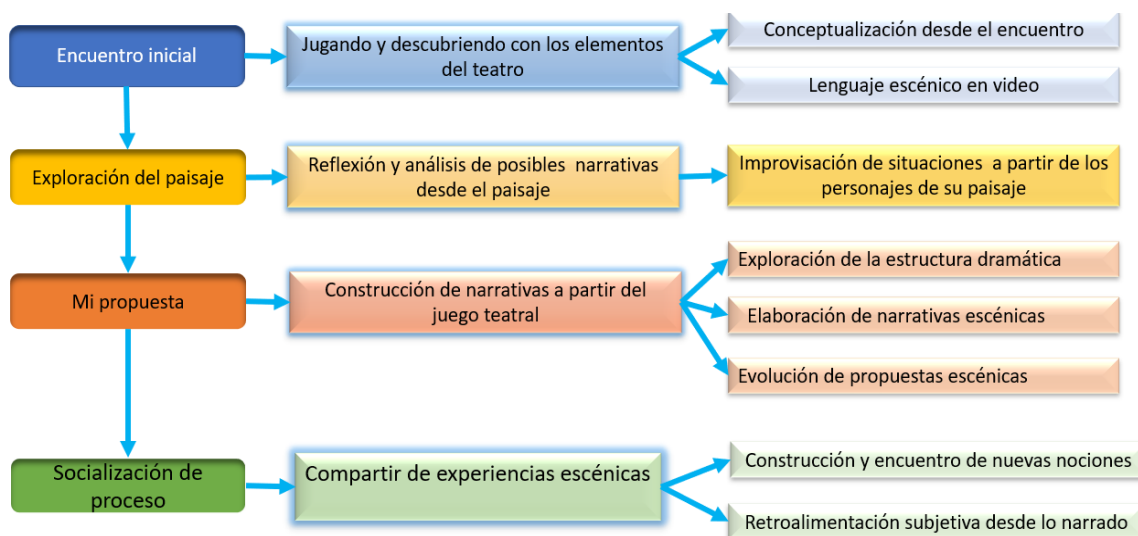 Encuentro inicial
Jugando y descubriendo con los elementos
del teatro
Conceptualización desde el encuentro
Lenguaje escénico en video
Exploración del paisaje
Reflexión y análisis de posibles narrativas
desde el paisaje
Improvisación de situaciones a partir de los
personajes de su paisaje
Mi propuesta
Construcción de narrativas a partir del
juego teatral
Exploración de la estructura dramática
Elaboración de narrativas escénicas
Evolución de propuestas escénicas
Socialización de
proceso
Compartir de experiencias escénicas
Construcción y encuentro de nuevas nociones
Retroalimentación subjetiva desde lo narrado